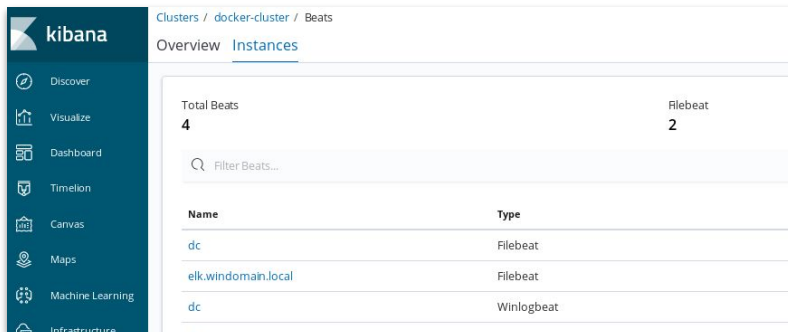 kibana
Discover
Visualize
Dashboard
Timelion
Canvas
Maps
Machine Learning
Infrastructure
Clusters / docker-cluster / Beats
Overview Instances
Total Beats Filebeat
4 2
Filter Beats...
Name Type
dc Filebeat
elk.windomain.local Filebeat
dc Winlogbeat